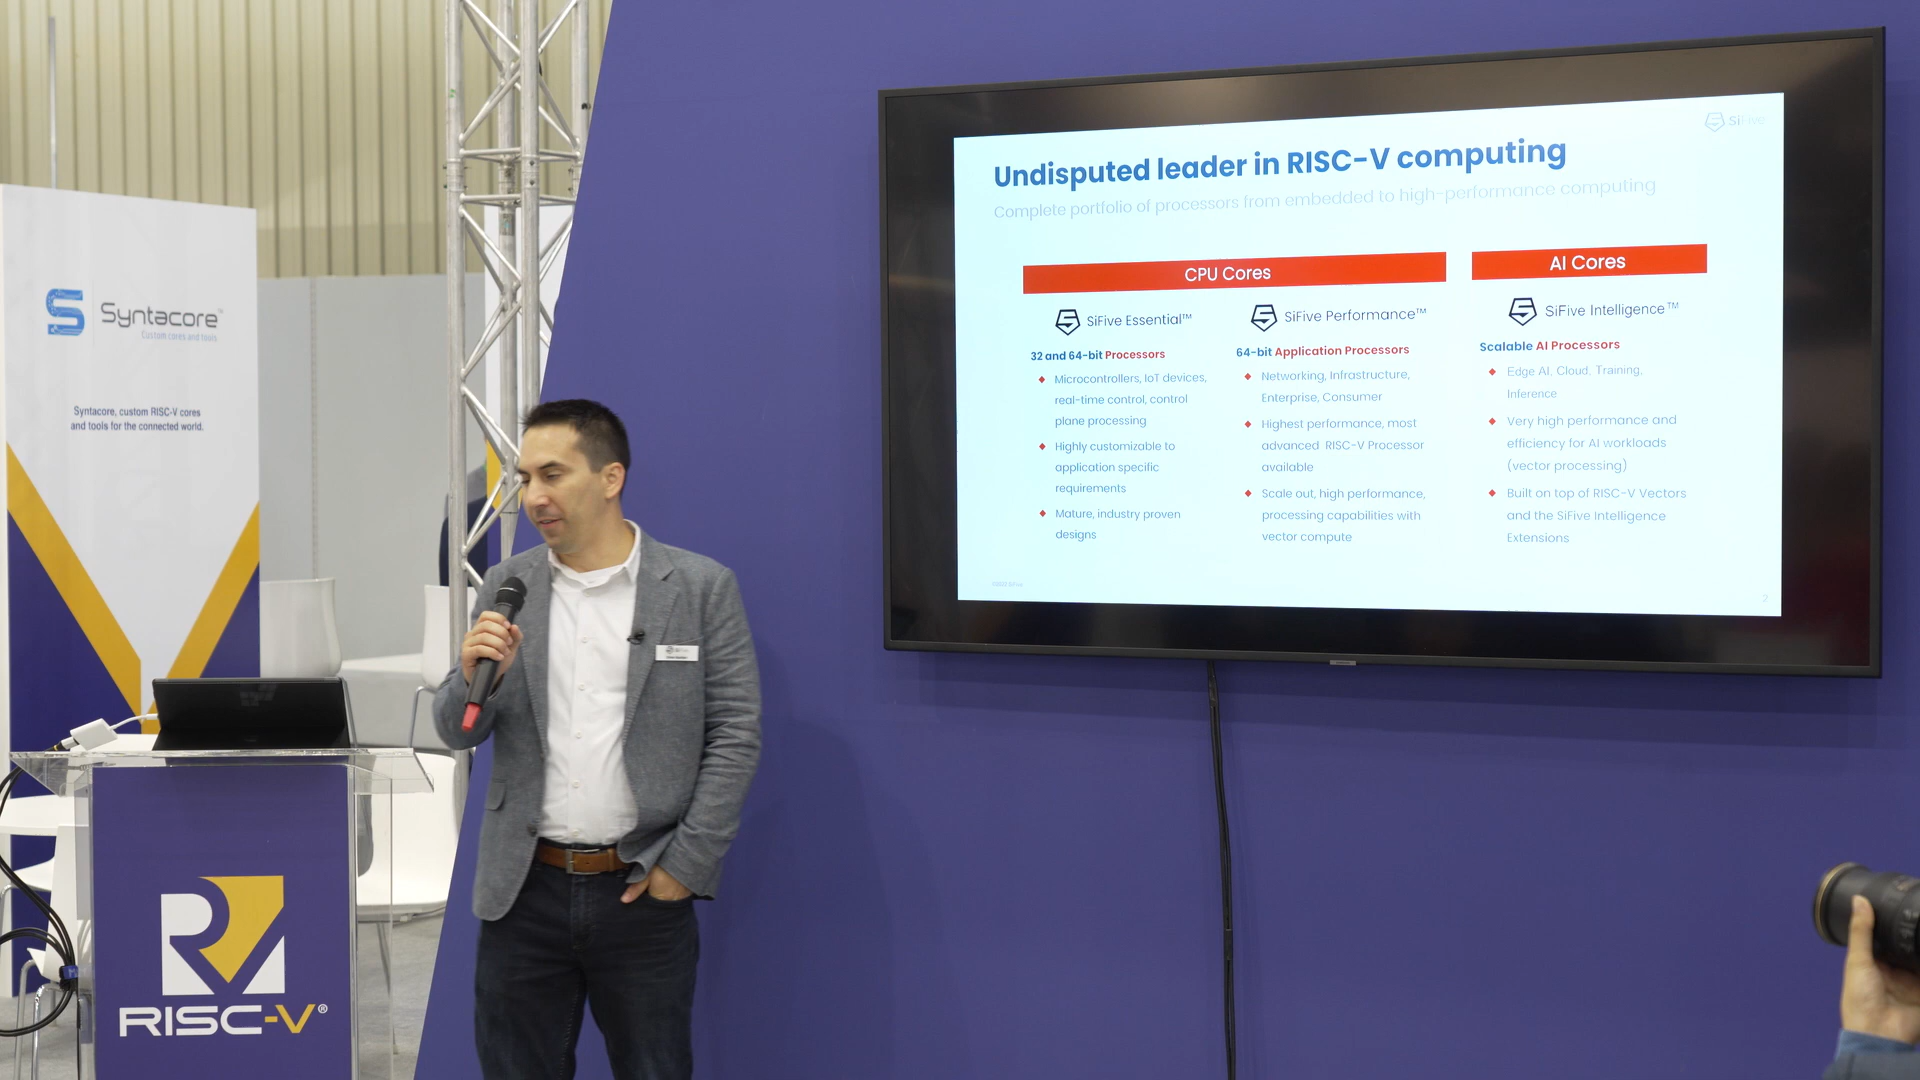 Syntacore™
Custom cores and tools
Syntacore, custom RISC-V cores
and tools for the connected world.
RISC-V®
SiFive
SiFive
Undisputed leader in RISC-V computing
Complete portfolio of processors from embedded to high-performance computing
CPU Cores
SiFive Essential™
32 and 64-bit Processors
Microcontrollers, IoT devices,
real-time control, control
plane processing
Highly customizable to
application specific
requirements
Mature, industry proven
designs
SiFive Performance™
64-bit Application Processors
Networking, Infrastructure,
Enterprise, Consumer
Highest performance, most
advanced RISC-V Processor
available
Scale out, high performance,
processing capabilities with
vector compute
AI Cores
SiFive Intelligence™
Scalable AI Processors
Edge AI, Cloud, Training,
Inference
Very high performance and
efficiency for AI workloads
(vector processing)
Built on top of RISC-V Vectors
and the SiFive Intelligence
Extensions
©2022 SiFive
2